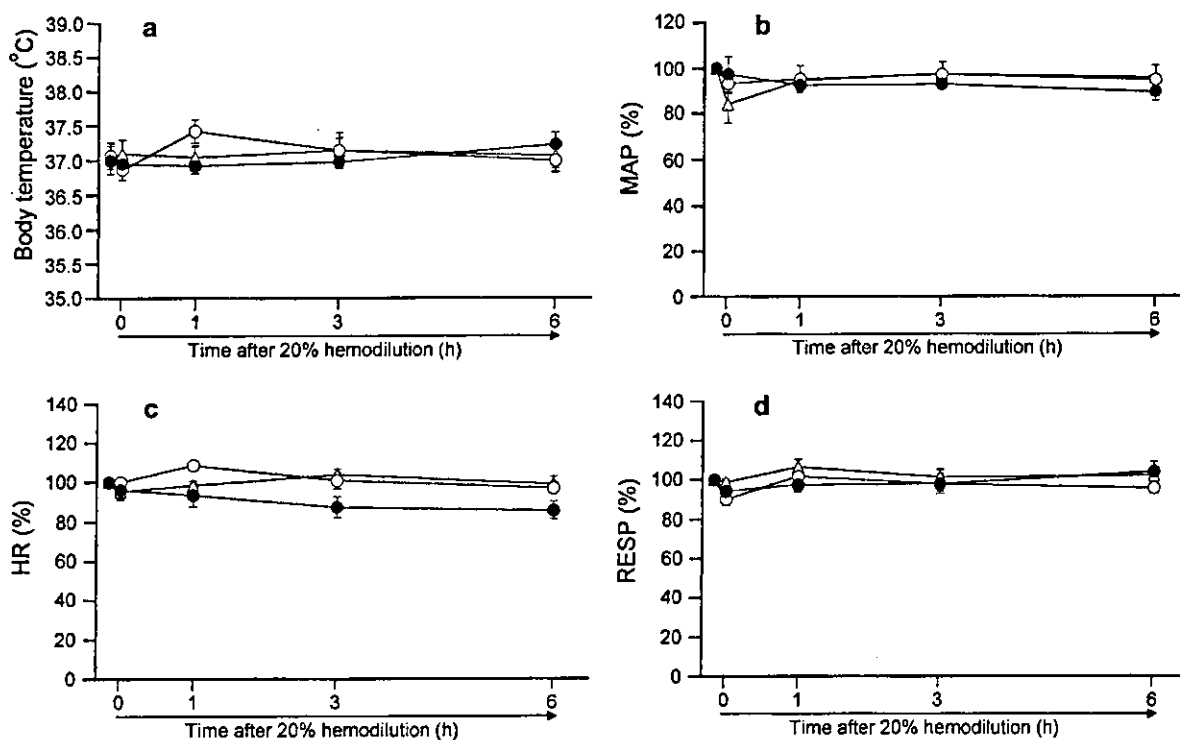 a
Body temperature (°C)
39.0
38.5
38.0
37.5
37.0
36.5
36.0
35.5
35.0
0 1 3 6
Time after 20% hemodilution (h)
b
MAP (%)
120
100
80
60
40
20
0
0 1 3 6
Time after 20% hemodilution (h)
c
HR (%)
140
120
100
80
60
40
20
0
0 1 3 6
Time after 20% hemodilution (h)
d
RESP (%)
140
120
100
80
60
40
20
0
0 1 3 6
Time after 20% hemodilution (h)